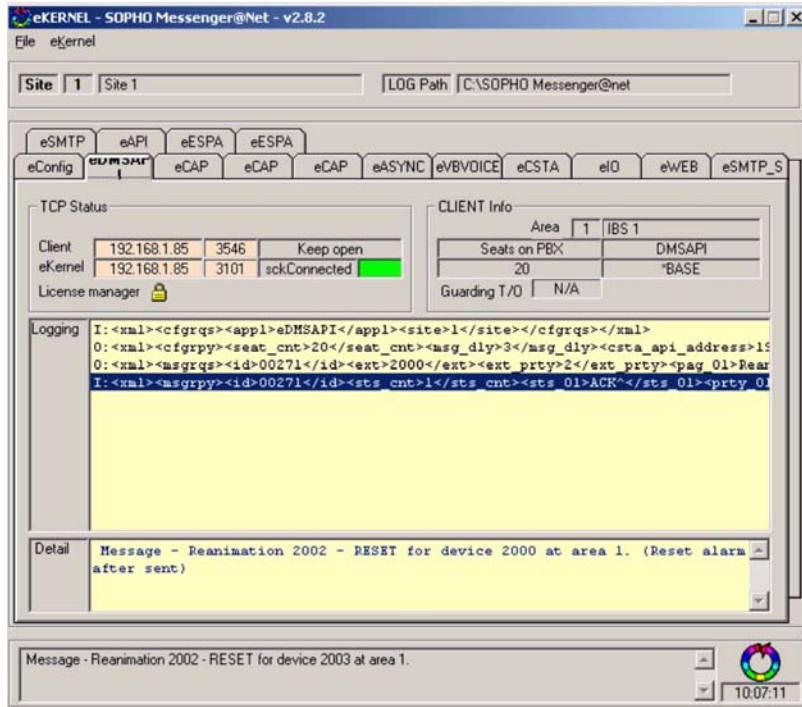 eKERNEL - SOPHO Messenger@Net - v2.8.2
File eKernel
Site 1 Site 1 LOG Path C:\SOPHO Messenger@net
eSMTP eAPI eESPA eESPA
eConfig eDMSAPI eCAP eCAP eCAP eASYNC eVBVOICE eCSTA eIO eWEB eSMTP_S
TCP Status
CLIENT Info
Area 1 IBS 1
Client 192.168.1.85 3546 Keep open
Seats on PBX DMSAPI
eKernel 192.168.1.85 3101 sckConnected
20 *BASE
License manager
Guarding T/O N/A
Logging
I:<xml><cfgrqs><appl>eDMSAPI</appl><site>1</site></cfgrqs></xml>
O:<xml><cfgrpy><seat_cnt>20</seat_cnt><msg_dly>3</msg_dly><csta_api_address>19
O:<xml><msgrqs><id>00271</id><ext>2000</ext><ext_prty>2</ext_prty><pag_01>Rean
I:<xml><msgrpy><id>00271</id><sts_cnt>1</sts_cnt><sts_01>ACK^</sts_01><prty_01
Detail
Message - Reanimation 2002 - RESET for device 2000 at area 1. (Reset alarm
after sent)
Message - Reanimation 2002 - RESET for device 2003 at area 1.
10:07:11